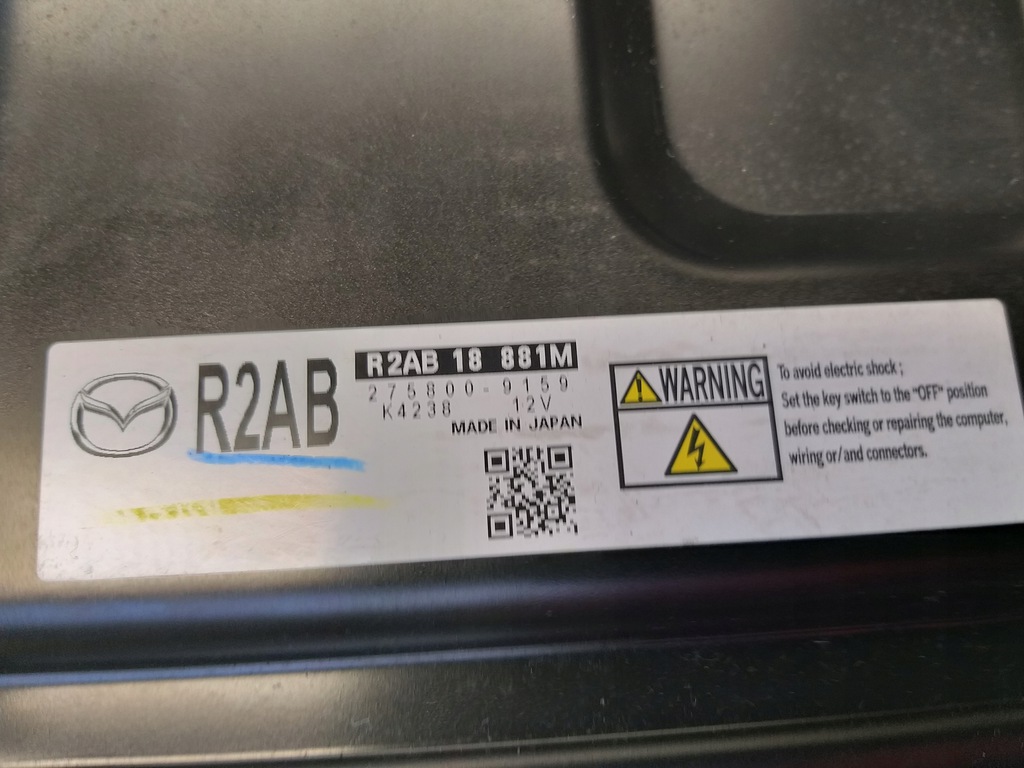 R2AB
R2AB 18 881M
275800-9159
K4238 12V
MADE IN JAPAN
WARNING
To avoid electric shock;
Set the key switch to the "OFF" position
before checking or repairing the computer,
wiring or/and connectors.